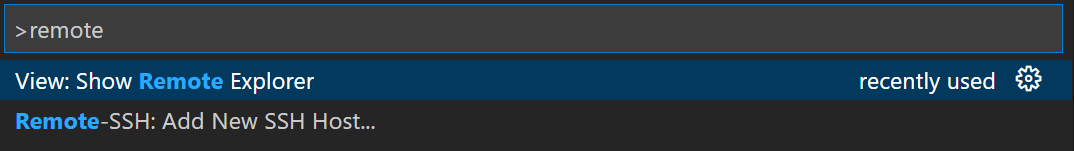 >remote
View: Show Remote Explorer recently used
Remote-SSH: Add New SSH Host...